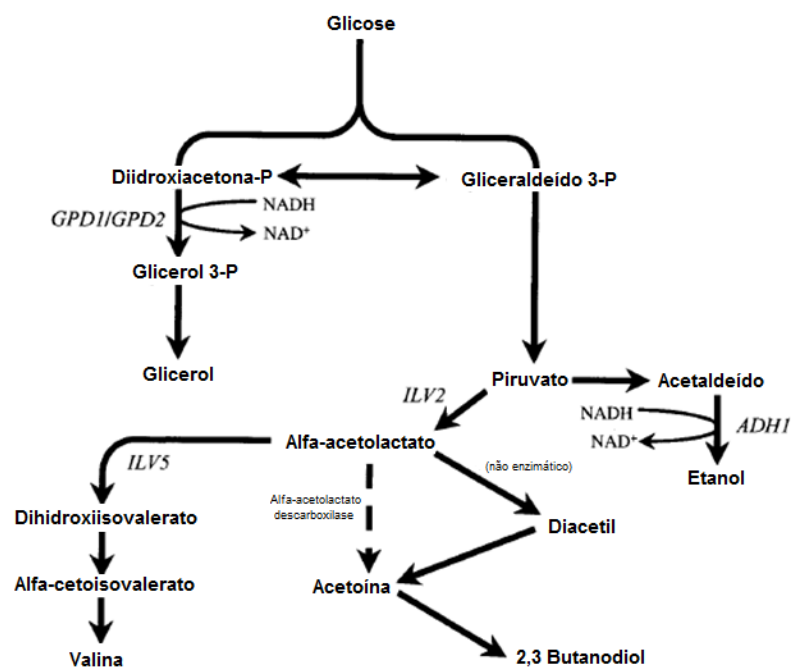 Glicose
Diidroxiacetona-P
Gliceraldeído 3-P
GPD1/GPD2
NADH
NAD+
Glicerol 3-P
Glicerol
Piruvato
Acetaldeído
ILV2
NADH
NAD+
ADH1
Etanol
Alfa-acetolactato
(não enzimático)
ILV5
Alfa-acetolactato
descarboxilase
Dihidroxiisovalerato
Diacetil
Alfa-cetoisovalerato
Acetoína
Valina
2,3 Butanodiol